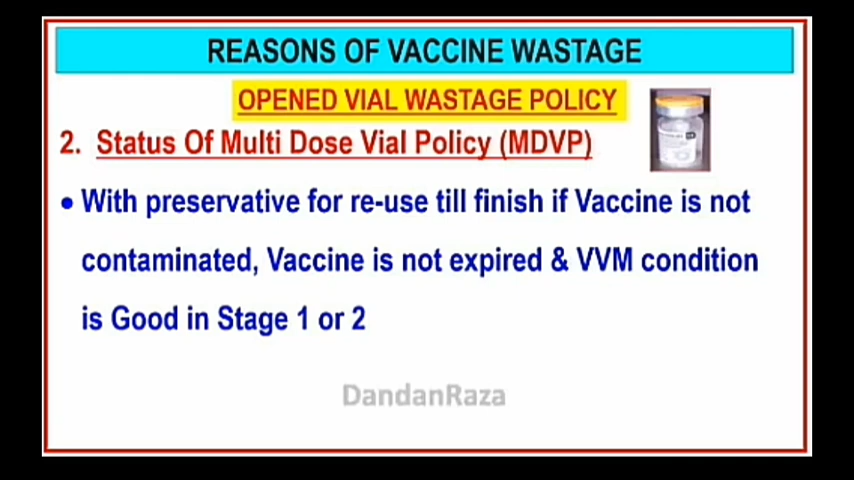 REASONS OF VACCINE WASTAGE
OPENED VIAL WASTAGE POLICY
2. Status Of Multi Dose Vial Policy (MDVP)
• With preservative for re-use till finish if Vaccine is not
contaminated, Vaccine is not expired & VVM condition
is Good in Stage 1 or 2
DandanRaza